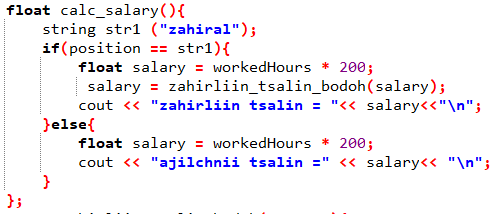 float calc_salary(){
string str1 ("zahiral");
if(position == str1){
float salary = workedHours * 200;
salary = zahirliin_tsalin_bodoh(salary);
cout << "zahirliin tsalin = "<< salary<<"\n";
}else{
float salary = workedHours * 200;
cout << "ajilchnii tsalin =" << salary<< "\n";
}
};